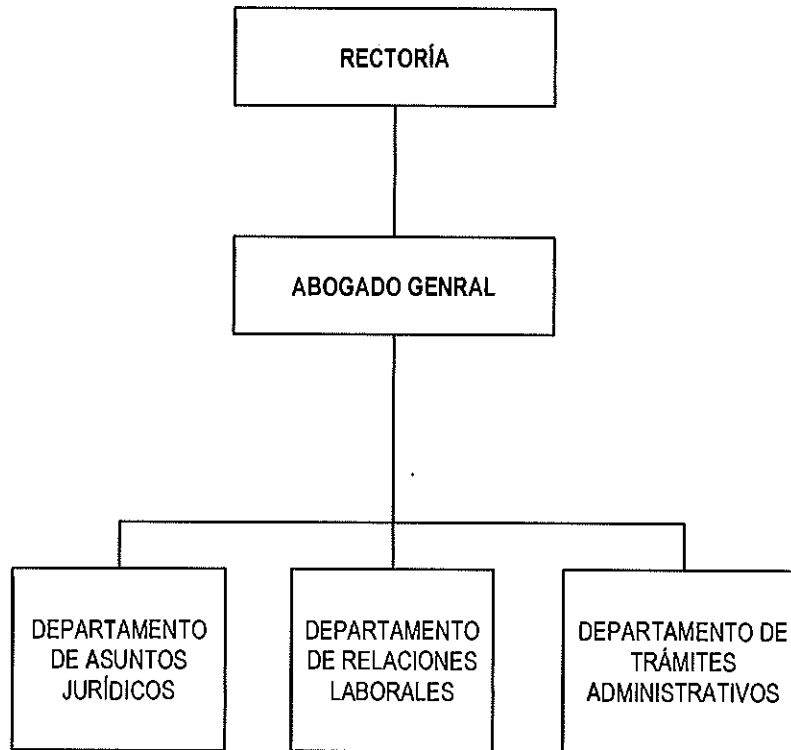 RECTORÍA
ABOGADO GENRAL
DEPARTAMENTO
DE ASUNTOS
JURÍDICOS
DEPARTAMENTO
DE RELACIONES
LABORALES
DEPARTAMENTO DE
TRÁMITES
ADMINISTRATIVOS